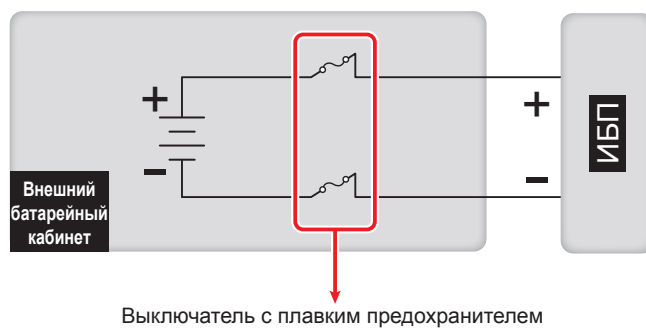 +
+
ИБП
–
–
Внешний
батарейный
кабинет
Выключатель с плавким предохранителем